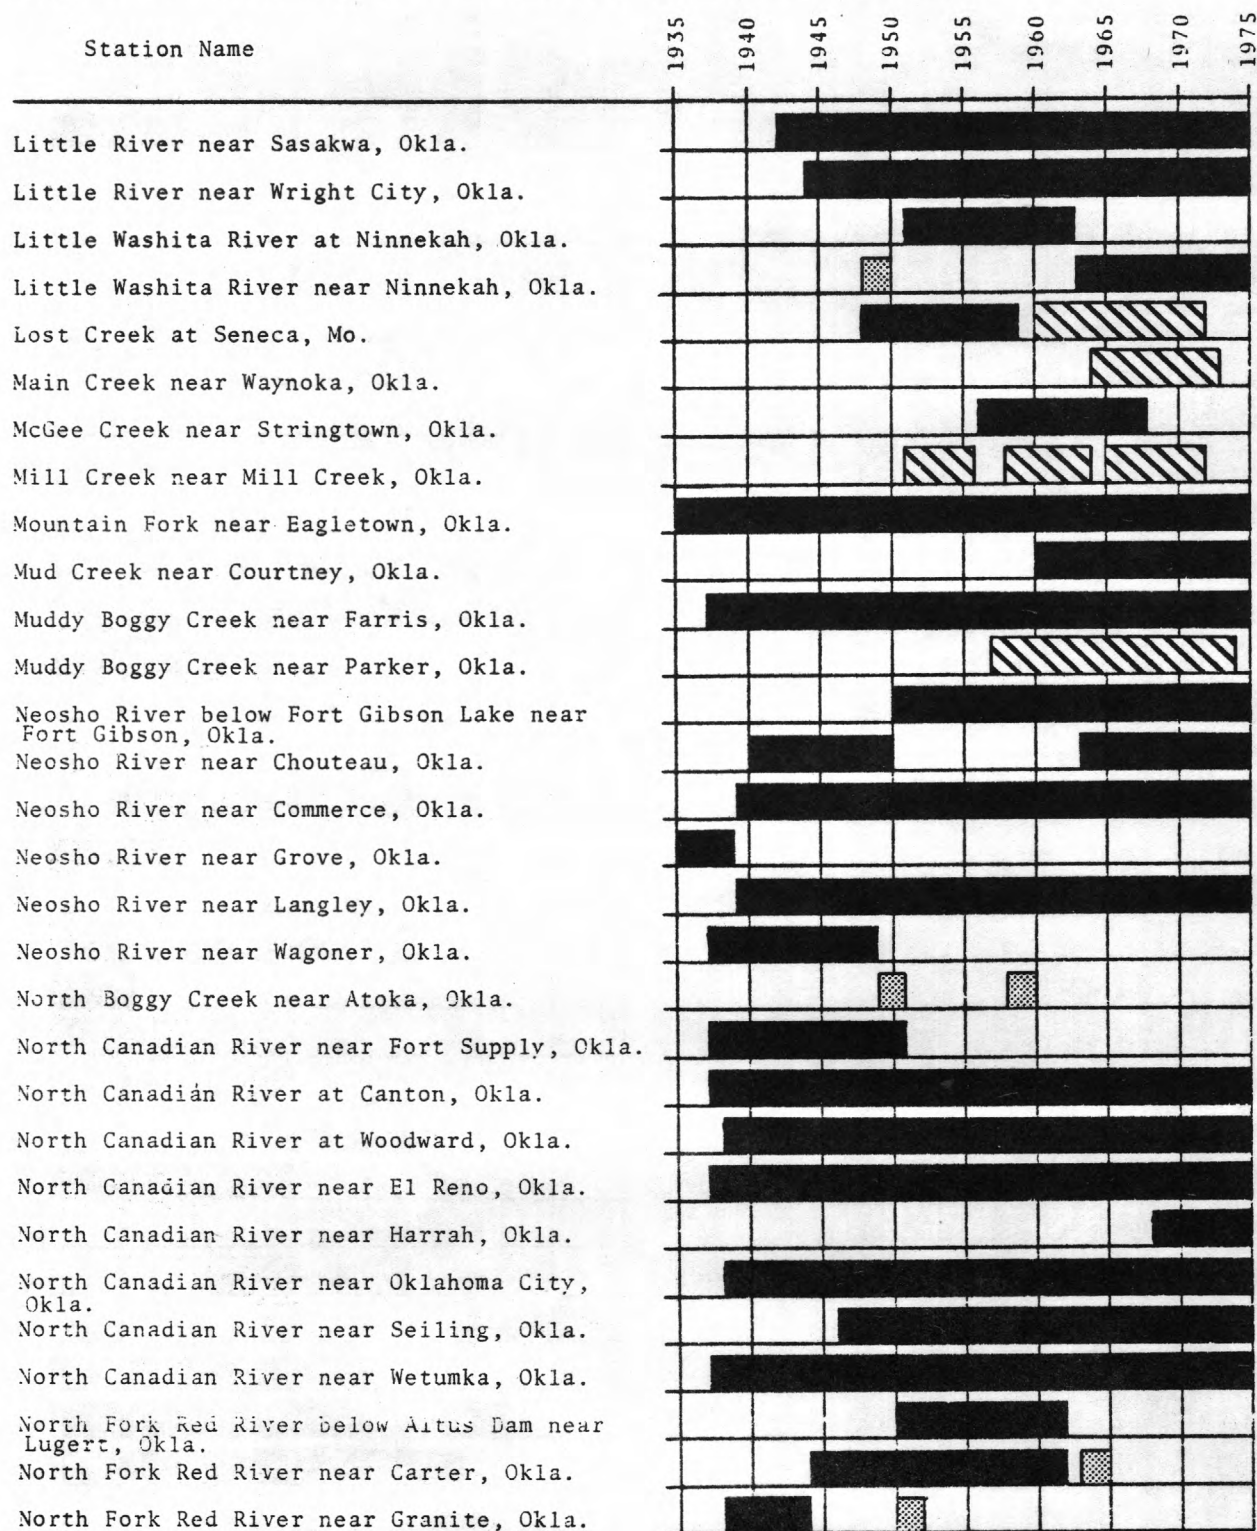 Station Name
1935 1940 1945 1950 1955 1960 1965 1970 1975
Little River near Sasakwa, Okla.
Little River near Wright City, Okla.
Little Washita River at Ninnekah, Okla.
Little Washita River near Ninnekah, Okla.
Lost Creek at Seneca, Mo.
Main Creek near Waynoka, Okla.
McGee Creek near Stringtown, Okla.
Mill Creek near Mill Creek, Okla.
Mountain Fork near Eagletown, Okla.
Mud Creek near Courtney, Okla.
Muddy Boggy Creek near Farris, Okla.
Muddy Boggy Creek near Parker, Okla.
Neosho River below Fort Gibson Lake near
Fort Gibson, Okla.
Neosho River near Chouteau, Okla.
Neosho River near Commerce, Okla.
Neosho River near Grove, Okla.
Neosho River near Langley, Okla.
Neosho River near Wagoner, Okla.
North Boggy Creek near Atoka, Okla.
North Canadian River near Fort Supply, Okla.
North Canadian River at Canton, Okla.
North Canadian River at Woodward, Okla.
North Canadian River near El Reno, Okla.
North Canadian River near Harrah, Okla.
North Canadian River near Oklahoma City,
Okla.
North Canadian River near Seiling, Okla.
North Canadian River near Wetumka, Okla.
North Fork Red River below Altus Dam near
Lugert, Okla.
North Fork Red River near Carter, Okla.
North Fork Red River near Granite, Okla.